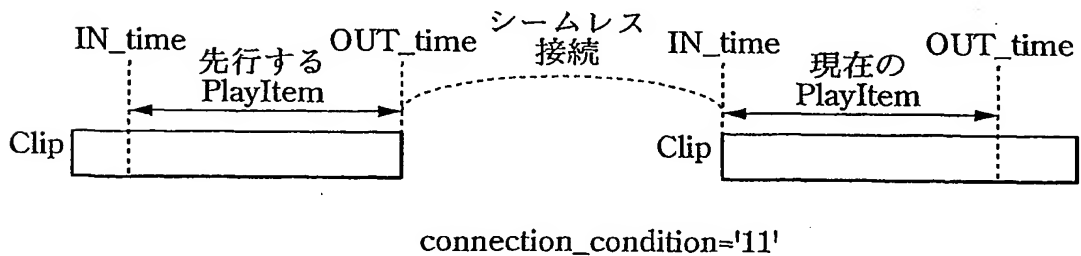 IN_time
先行する
PlayItem
OUT_time
シームレス
接続
IN_time
現在の
PlayItem
OUT_time
Clip
Clip
connection_condition='11'